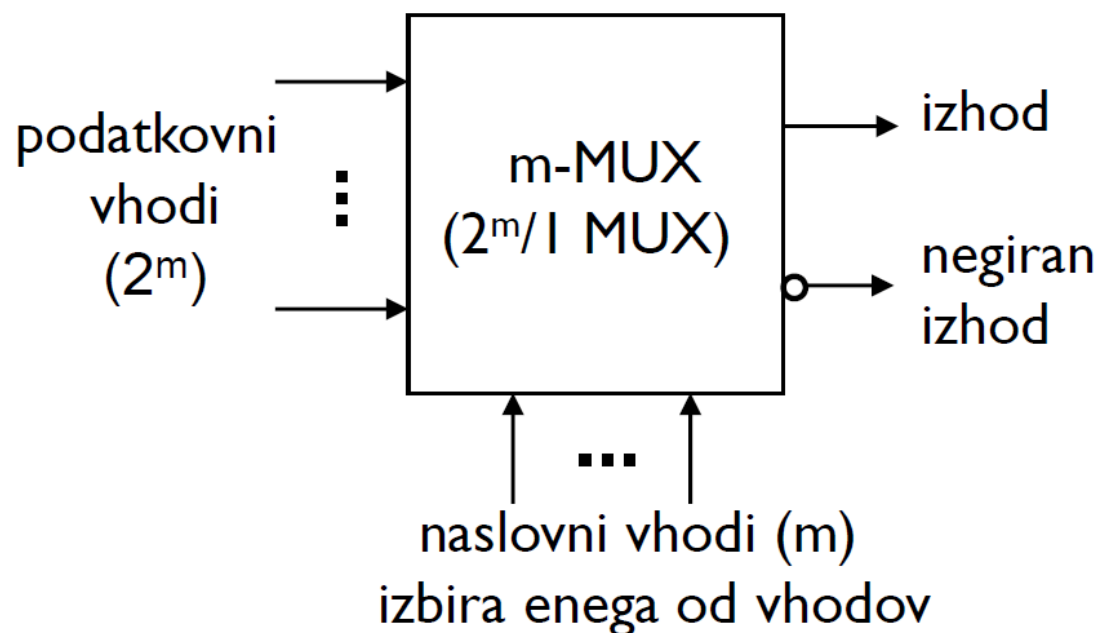 podatkovni
vhodi
(2ᵐ)
m-MUX
(2ᵐ/1 MUX)
izhod
negiran
izhod
naslovni vhodi (m)
izbira enega od vhodov